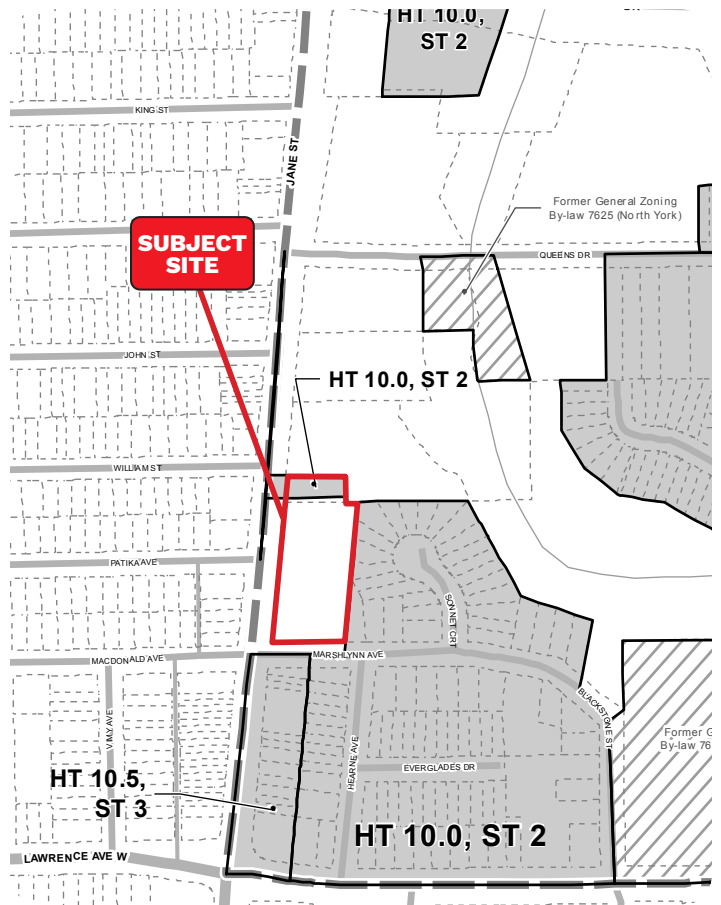 HT 10.0,
ST 2
KING ST
JANE ST
Former General Zoning
By-law 7625 (North York)
SUBJECT
SITE
QUEENS DR
JOHN ST
HT 10.0, ST 2
WILLIAM ST
PATIKA AVE
SONNET CRT
MACDONALD AVE
MARSHLYNN AVE
BLACKSTONE ST
VIMY AVE
HEARNE AVE
Former G
By-law 76
HT 10.5,
ST 3
EVERGLADES DR
HT 10.0, ST 2
LAWRENCE AVE W